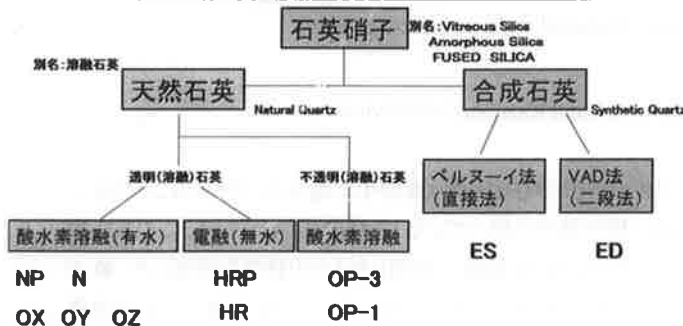 石英硝子
別名:Vitreous Silica
Amorphous Silica
FUSED SILICA
別名:溶融石英
天然石英
Natural Quartz
合成石英
Synthetic Quartz
透明(溶融)石英
不透明(溶融)石英
ベルヌーイ法
(直接法)
VAD法
(二段法)
酸水素溶融(有水)
電融(無水)
酸水素溶融
ES
ED
NP N
HRP
OP-3
OX OY OZ
HR
OP-1